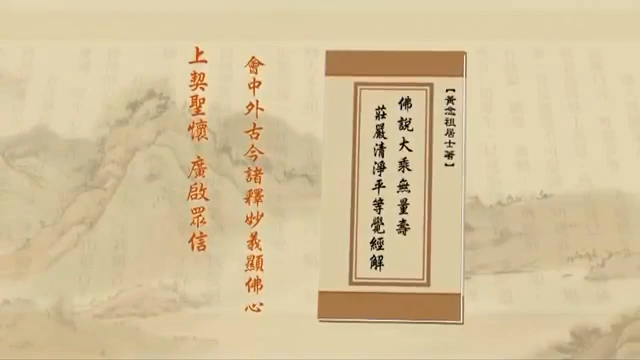 【黃念祖居士著】
佛說大乘無量壽
莊嚴清淨平等覺經解
會中外古今諸釋妙義顯佛心
上契聖懷 廣啟眾信